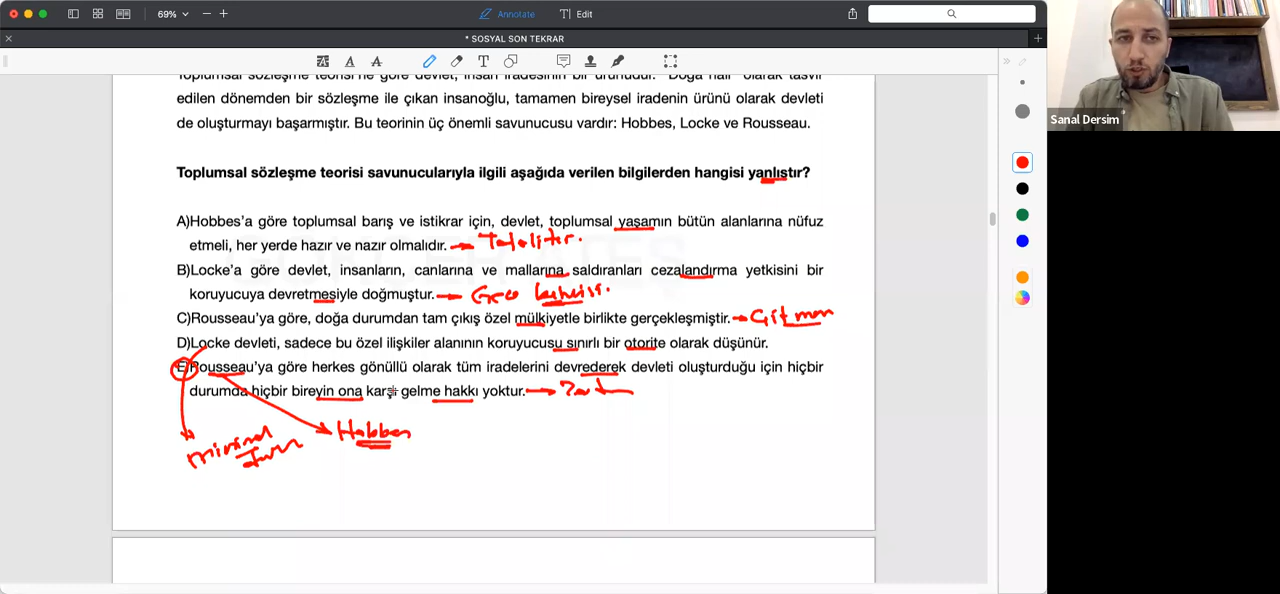 69%
Annotate
Edit
* SOSYAL SON TEKRAR
Toplumsal sözleşme teorisi'ne göre devlet, insan iradesinin bir ürünüdür. "Doğa hali" olarak tasvir
edilen dönemden bir sözleşme ile çıkan insanoğlu, tamamen bireysel iradenin ürünü olarak devleti
de oluşturmayı başarmıştır. Bu teorinin üç önemli savunucusu vardır: Hobbes, Locke ve Rousseau.
Toplumsal sözleşme teorisi savunucularıyla ilgili aşağıda verilen bilgilerden hangisi yanlıştır?
A)Hobbes'a göre toplumsal barış ve istikrar için, devlet, toplumsal yaşamın bütün alanlarına nüfuz
etmeli, her yerde hazır ve nazır olmalıdır.
B)Locke'a göre devlet, insanların, canlarına ve mallarına saldıranları cezalandırma yetkisini bir
koruyucuya devretmesiyle doğmuştur.
C)Rousseau'ya göre, doğa durumdan tam çıkış özel mülkiyetle birlikte gerçekleşmiştir.
D)Locke devleti, sadece bu özel ilişkiler alanının koruyucusu sınırlı bir otorite olarak düşünür.
E)Rousseau'ya göre herkes gönüllü olarak tüm iradelerini devrederek devleti oluşturduğu için hiçbir
durumda hiçbir bireyin ona karşı gelme hakkı yoktur.
Hobbes
Sanal Dersim